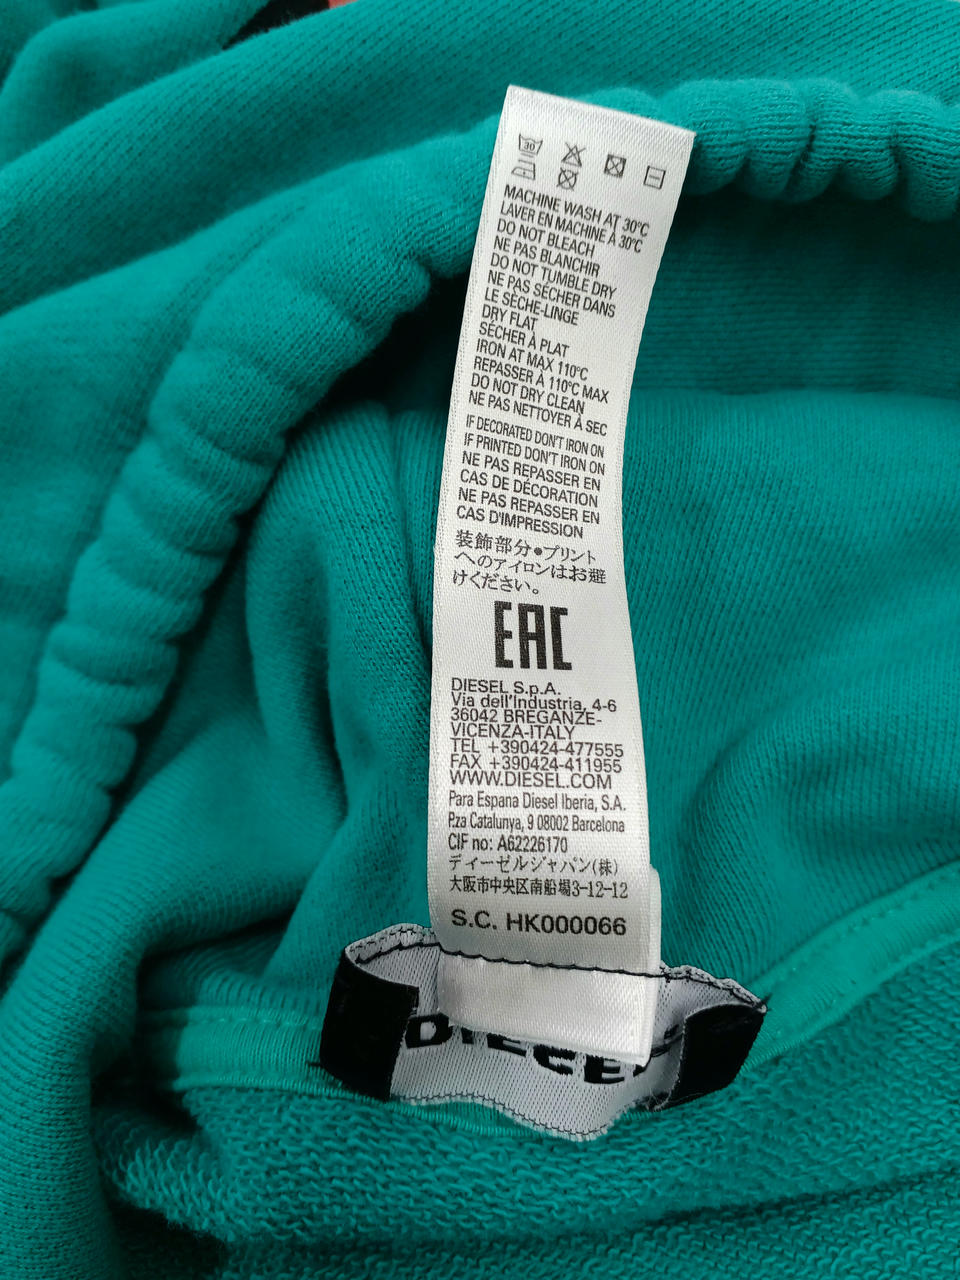 30
MACHINE WASH AT 30°C
LAVER EN MACHINE À 30°C
DO NOT BLEACH
NE PAS BLANCHIR
DO NOT TUMBLE DRY
NE PAS SÉCHER DANS
LE SÈCHE-LINGE
DRY FLAT
SÉCHER À PLAT
IRON AT MAX 110°C
REPASSER À 110°C MAX
DO NOT DRY CLEAN
NE PAS NETTOYER À SEC
IF DECORATED DON'T IRON ON
IF PRINTED DON'T IRON ON
NE PAS REPASSER EN
CAS DE DÉCORATION
NE PAS REPASSER EN
CAS D'IMPRESSION
装飾部分●プリント
へのアイロンはお避
けください。
EAC
DIESEL S.p.A.
Via dell'Industria, 4-6
36042 BREGANZE-
VICENZA-ITALY
TEL +390424-477555
FAX +390424-411955
WWW.DIESEL.COM
Para Espana Diesel Iberia, S.A.
P.za Catalunya, 9 08002 Barcelona
CIF no: A62226170
ディーゼルジャパン(株)
大阪市中央区南船場3-12-12
S.C. HK000066
DIESEL